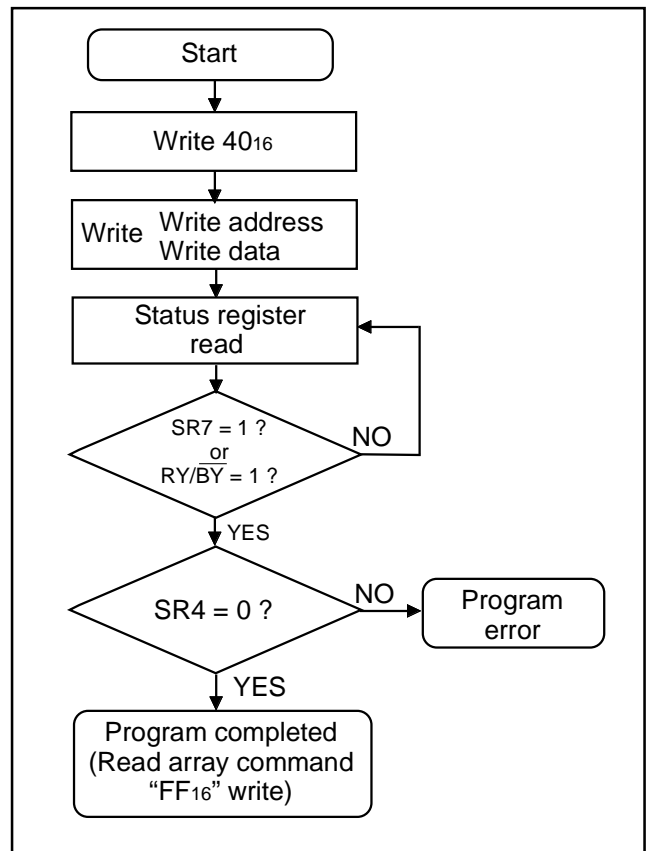 Start
Write 40₁₆
Write Write address
Write data
Status register
read
SR7 = 1 ?
or
RY/B̅Y̅ = 1 ?
NO
YES
SR4 = 0 ?
NO
Program
error
YES
Program completed
(Read array command
“FF₁₆” write)